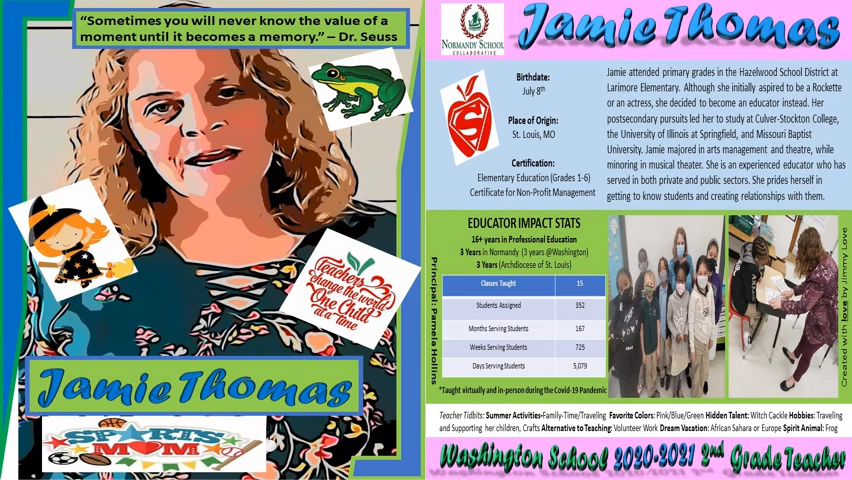 “Sometimes you will never know the value of a
moment until it becomes a memory.” – Dr. Seuss
Teachers
change the world
One Child
at a time
Jamie Thomas
SPORTS
MOM
NORMANDY SCHOOL
COLLABORATIVE
Jamie Thomas
S
Birthdate:
July 8th
Place of Origin:
St. Louis, MO
Certification:
Elementary Education (Grades 1-6)
Certificate for Non-Profit Management
Jamie attended primary grades in the Hazelwood School District at
Larimore Elementary. Although she initially aspired to be a Rockette
or an actress, she decided to become an educator instead. Her
postsecondary pursuits led her to study at Culver-Stockton College,
the University of Illinois at Springfield, and Missouri Baptist
University. Jamie majored in arts management and theatre, while
minoring in musical theater. She is an experienced educator who has
served in both private and public sectors. She prides herself in
getting to know students and creating relationships with them.
Principal: Pamela Hollins
EDUCATOR IMPACT STATS
16+ years in Professional Education
3 Years in Normandy (3 years @Washington)
3 Years (Archdiocese of St. Louis)
Classes Taught 15
Students Assigned 352
Months Serving Students 167
Weeks Serving Students 725
Days Serving Students 5,079
*Taught virtually and in-person during the Covid-19 Pandemic
Created with love by Jimmy Love
Teacher Tidbits: Summer Activities-Family-Time/Traveling Favorite Colors: Pink/Blue/Green Hidden Talent: Witch Cackle Hobbies: Traveling
and Supporting her children, Crafts Alternative to Teaching: Volunteer Work Dream Vacation: African Sahara or Europe Spirit Animal: Frog
Washington School 2020-2021 2nd Grade Teacher